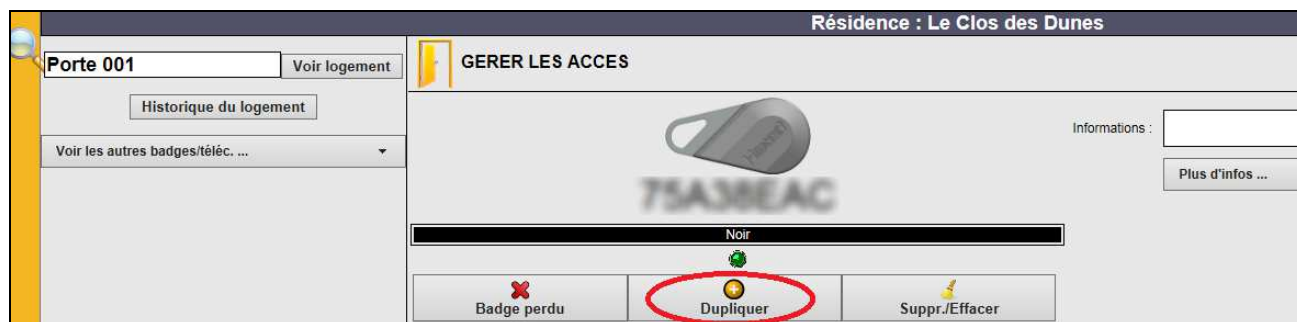 Résidence : Le Clos des Dunes
Porte 001
Voir logement
Historique du logement
Voir les autres badges/téléc. ...
GERER LES ACCES
Informations :
Plus d'infos ...
Noir
Badge perdu
Dupliquer
Suppr./Effacer